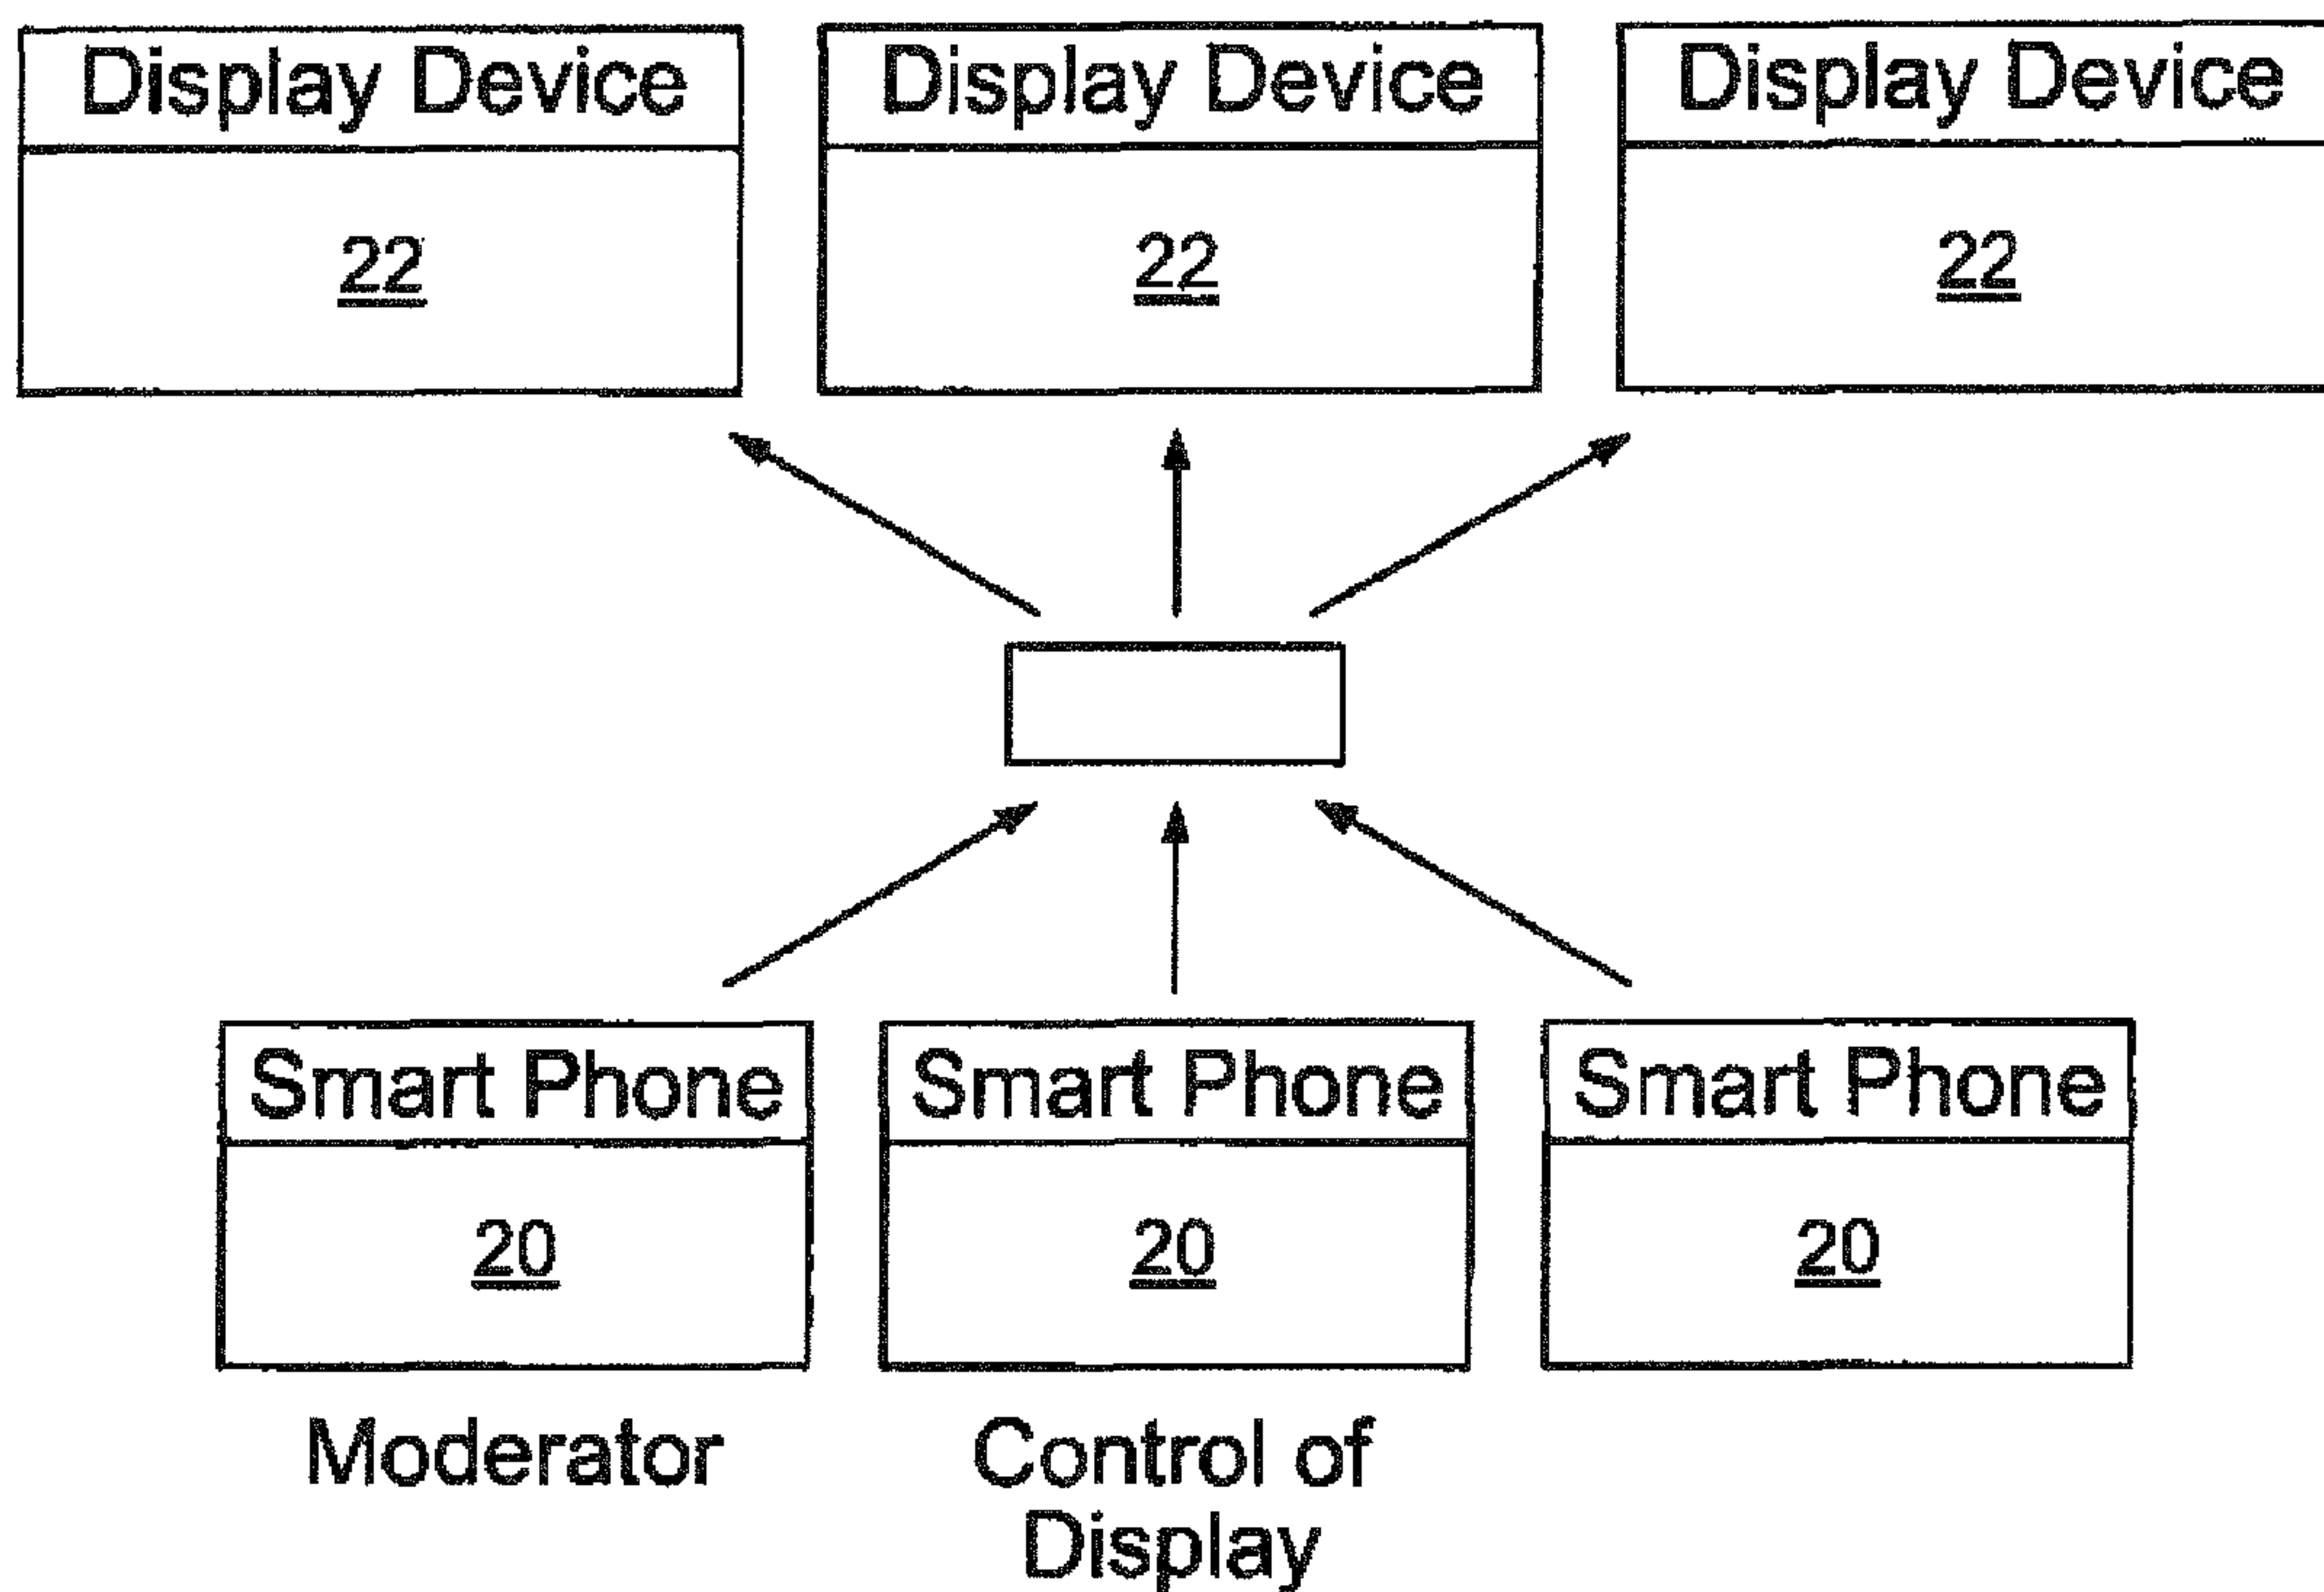 Display Device
Display Device
Display Device
22
22
22
Smart Phone
Smart Phone
Smart Phone
20
20
20
Moderator
Control of
Display